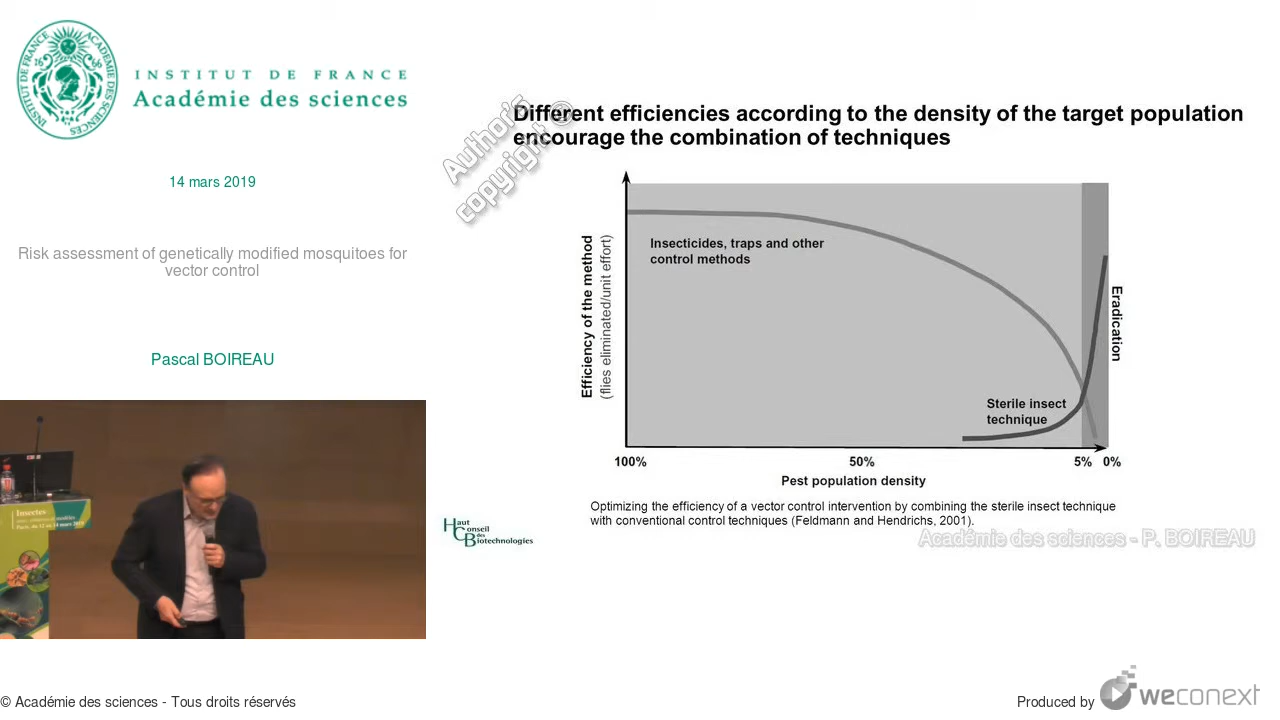 INSTITUT DE FRANCE
Académie des sciences
14 mars 2019
Risk assessment of genetically modified mosquitoes for
vector control
Pascal BOIREAU
Insectes
Author's
copyright ©
Different efficiencies according to the density of the target population
encourage the combination of techniques
Efficiency of the method
(flies eliminated/unit effort)
Insecticides, traps and other
control methods
Sterile insect
technique
Eradication
100%
50%
5%
0%
Pest population density
Optimizing the efficiency of a vector control intervention by combining the sterile insect technique
with conventional control techniques (Feldmann and Hendrichs, 2001).
Haut
Conseil
des
Biotechnologies
Académie des sciences - P. BOIREAU
© Académie des sciences - Tous droits réservés
Produced by
weconext